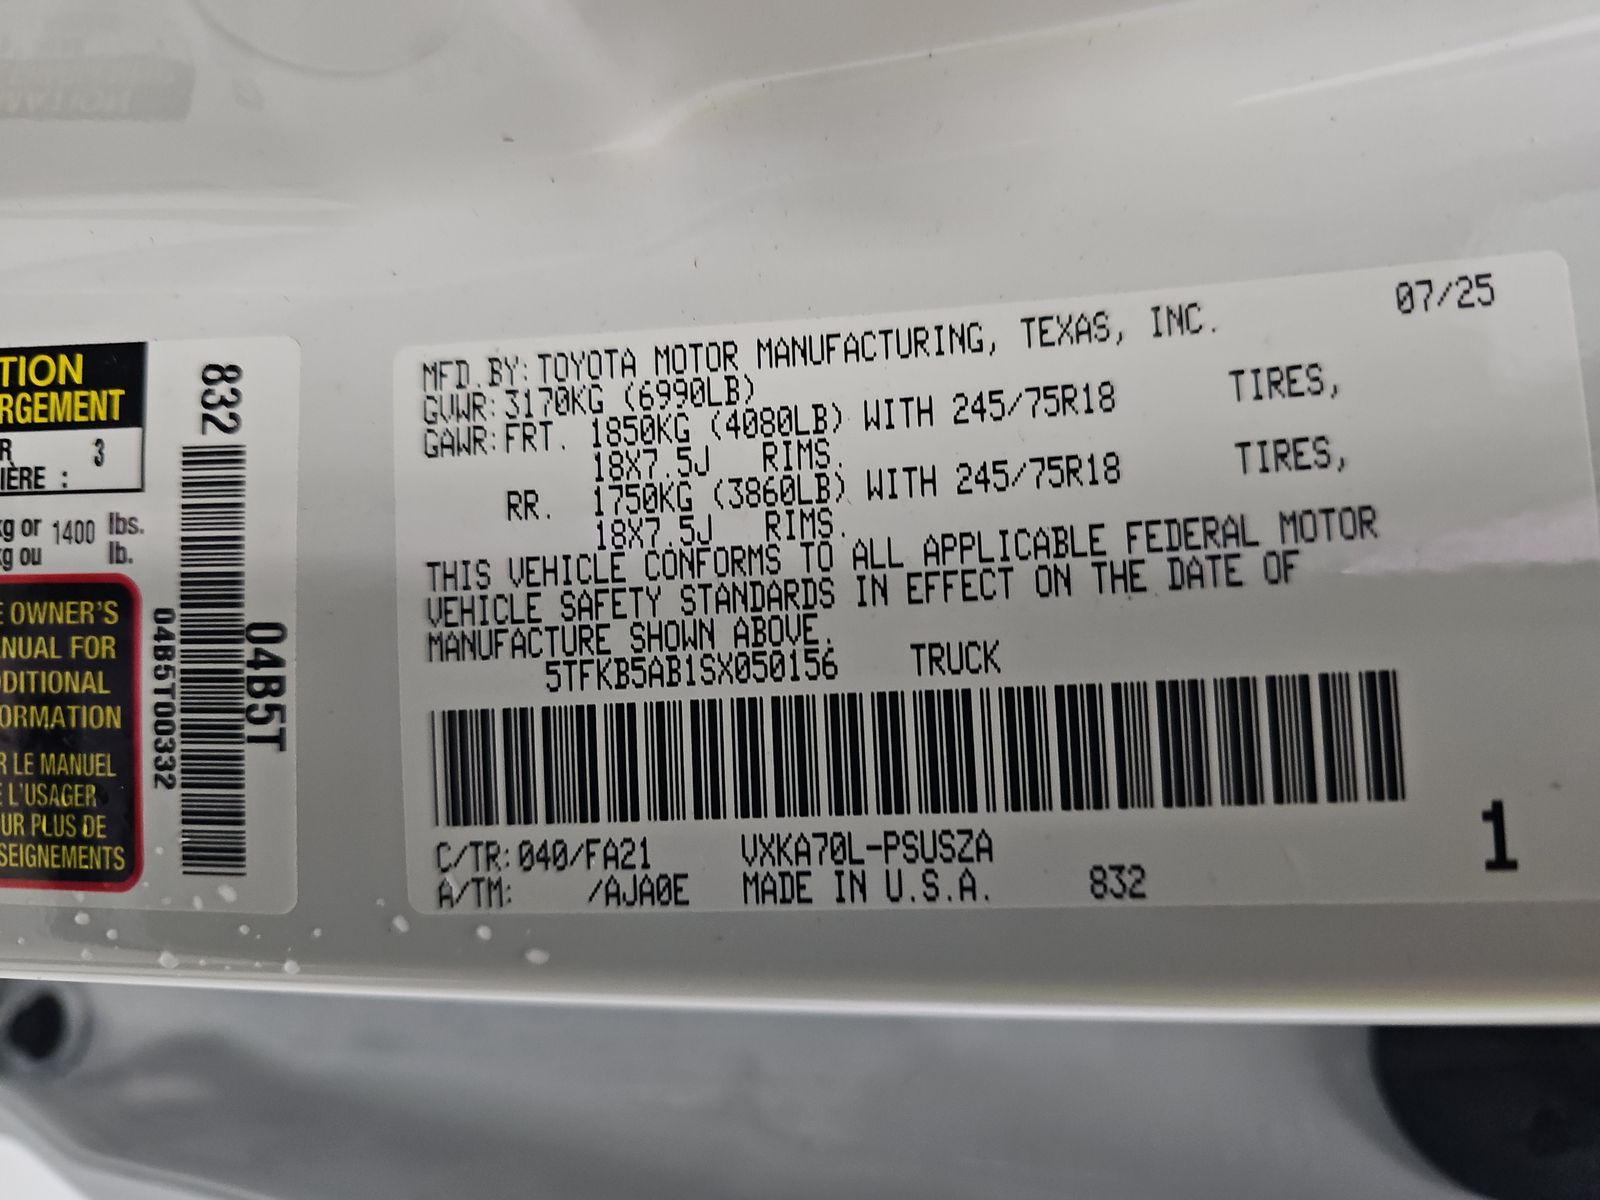 TION
RGEMENT
R
IÈRE : 3
kg or 1400 lbs.
kg ou lb.
E OWNER'S
NUAL FOR
DDITIONAL
ORMATION
R LE MANUEL
E L'USAGER
UR PLUS DE
SEIGNEMENTS
832
04B5T00332
04B5T
07/25
MFD.BY:TOYOTA MOTOR MANUFACTURING, TEXAS, INC.
GVWR:3170KG (6990LB)
GAWR:FRT. 1850KG (4080LB) WITH 245/75R18 TIRES,
18X7.5J RIMS.
RR. 1750KG (3860LB) WITH 245/75R18 TIRES,
18X7.5J RIMS.
THIS VEHICLE CONFORMS TO ALL APPLICABLE FEDERAL MOTOR
VEHICLE SAFETY STANDARDS IN EFFECT ON THE DATE OF
MANUFACTURE SHOWN ABOVE.
5TFKB5AB1SX050156 TRUCK
C/TR:040/FA21 VXKA70L-PSUSZA
A/TM: /AJA0E MADE IN U.S.A. 832
1